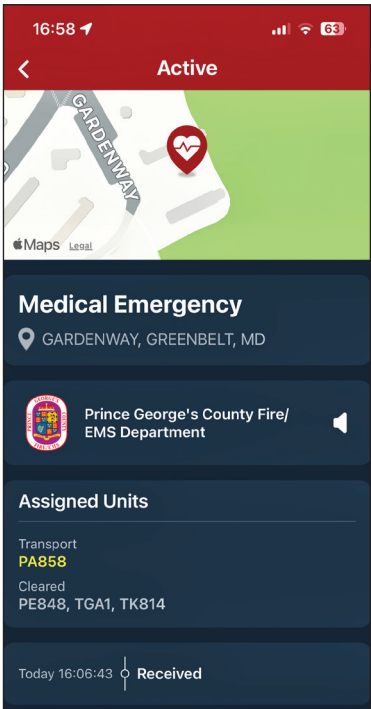 16:58
63
Active
GARDENWAY
Maps Legal
Medical Emergency
GARDENWAY, GREENBELT, MD
Prince George's County Fire/
EMS Department
Assigned Units
Transport
PA858
Cleared
PE848, TGA1, TK814
Today 16:06:43 Received